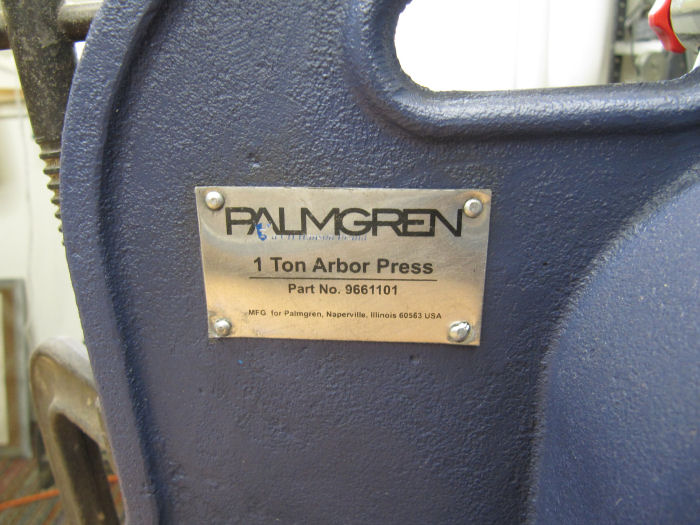 PALMGREN
1 Ton Arbor Press
Part No. 9661101
MFG for Palmgren, Naperville, Illinois 60563 USA